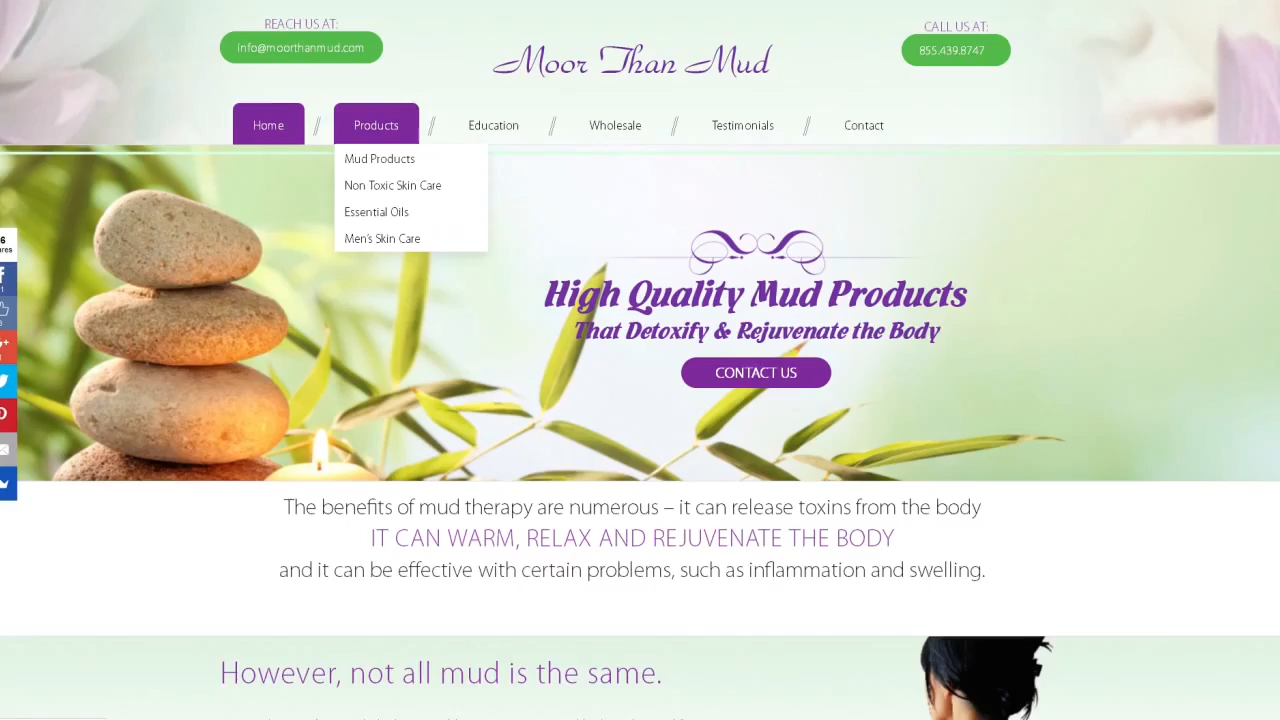 REACH US AT:
info@moorthanmud.com
Moor Than Mud
CALL US AT:
855.439.8747
Home
Products
Education
Wholesale
Testimonials
Contact
Mud Products
Non Toxic Skin Care
Essential Oils
Men's Skin Care
High Quality Mud Products
That Detoxify & Rejuvenate the Body
CONTACT US
The benefits of mud therapy are numerous – it can release toxins from the body
IT CAN WARM, RELAX AND REJUVENATE THE BODY
and it can be effective with certain problems, such as inflammation and swelling.
However, not all mud is the same.